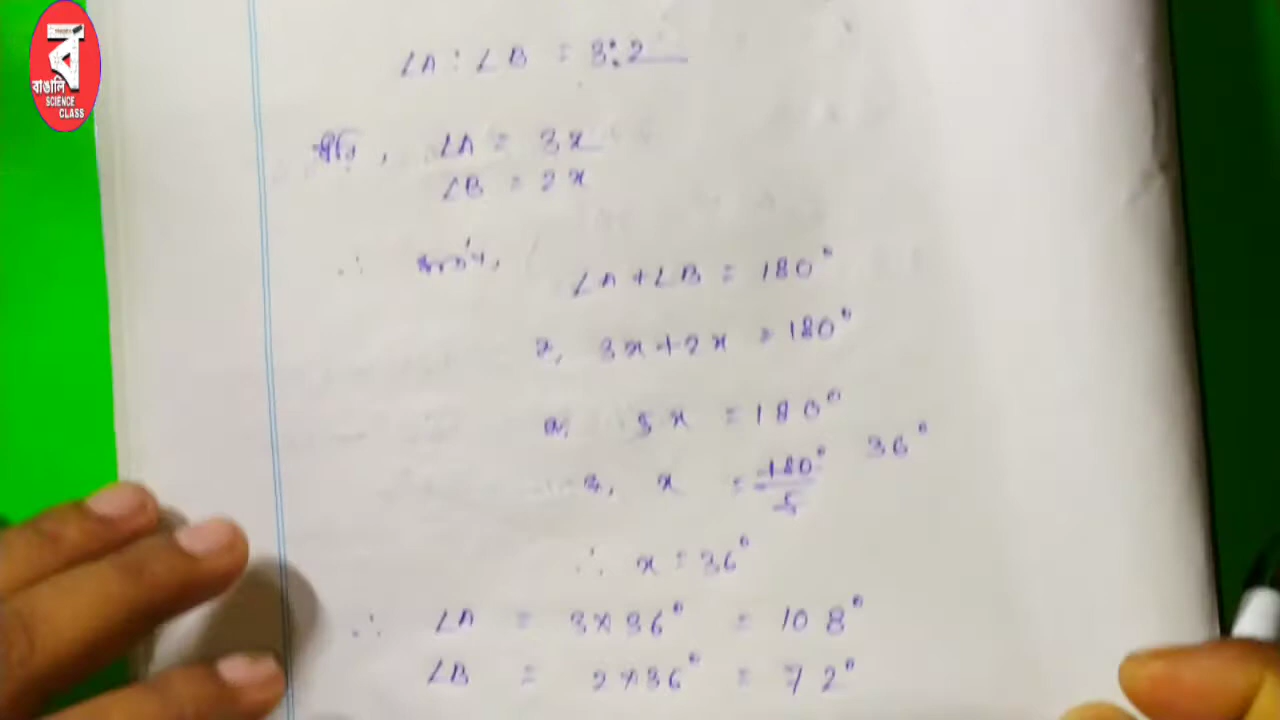 ব
বাঙালি
SCIENCE
CLASS
∠A : ∠B = 3:2
ধরি, ∠A = 3x
∠B = 2x
∴
∠A + ∠B = 180°
বা, 3x + 2x = 180°
বা, 5x = 180°
বা, x = 180°/5 36°
∴ x = 36°
∴ ∠A = 3×36° = 108°
∠B = 2×36° = 72°